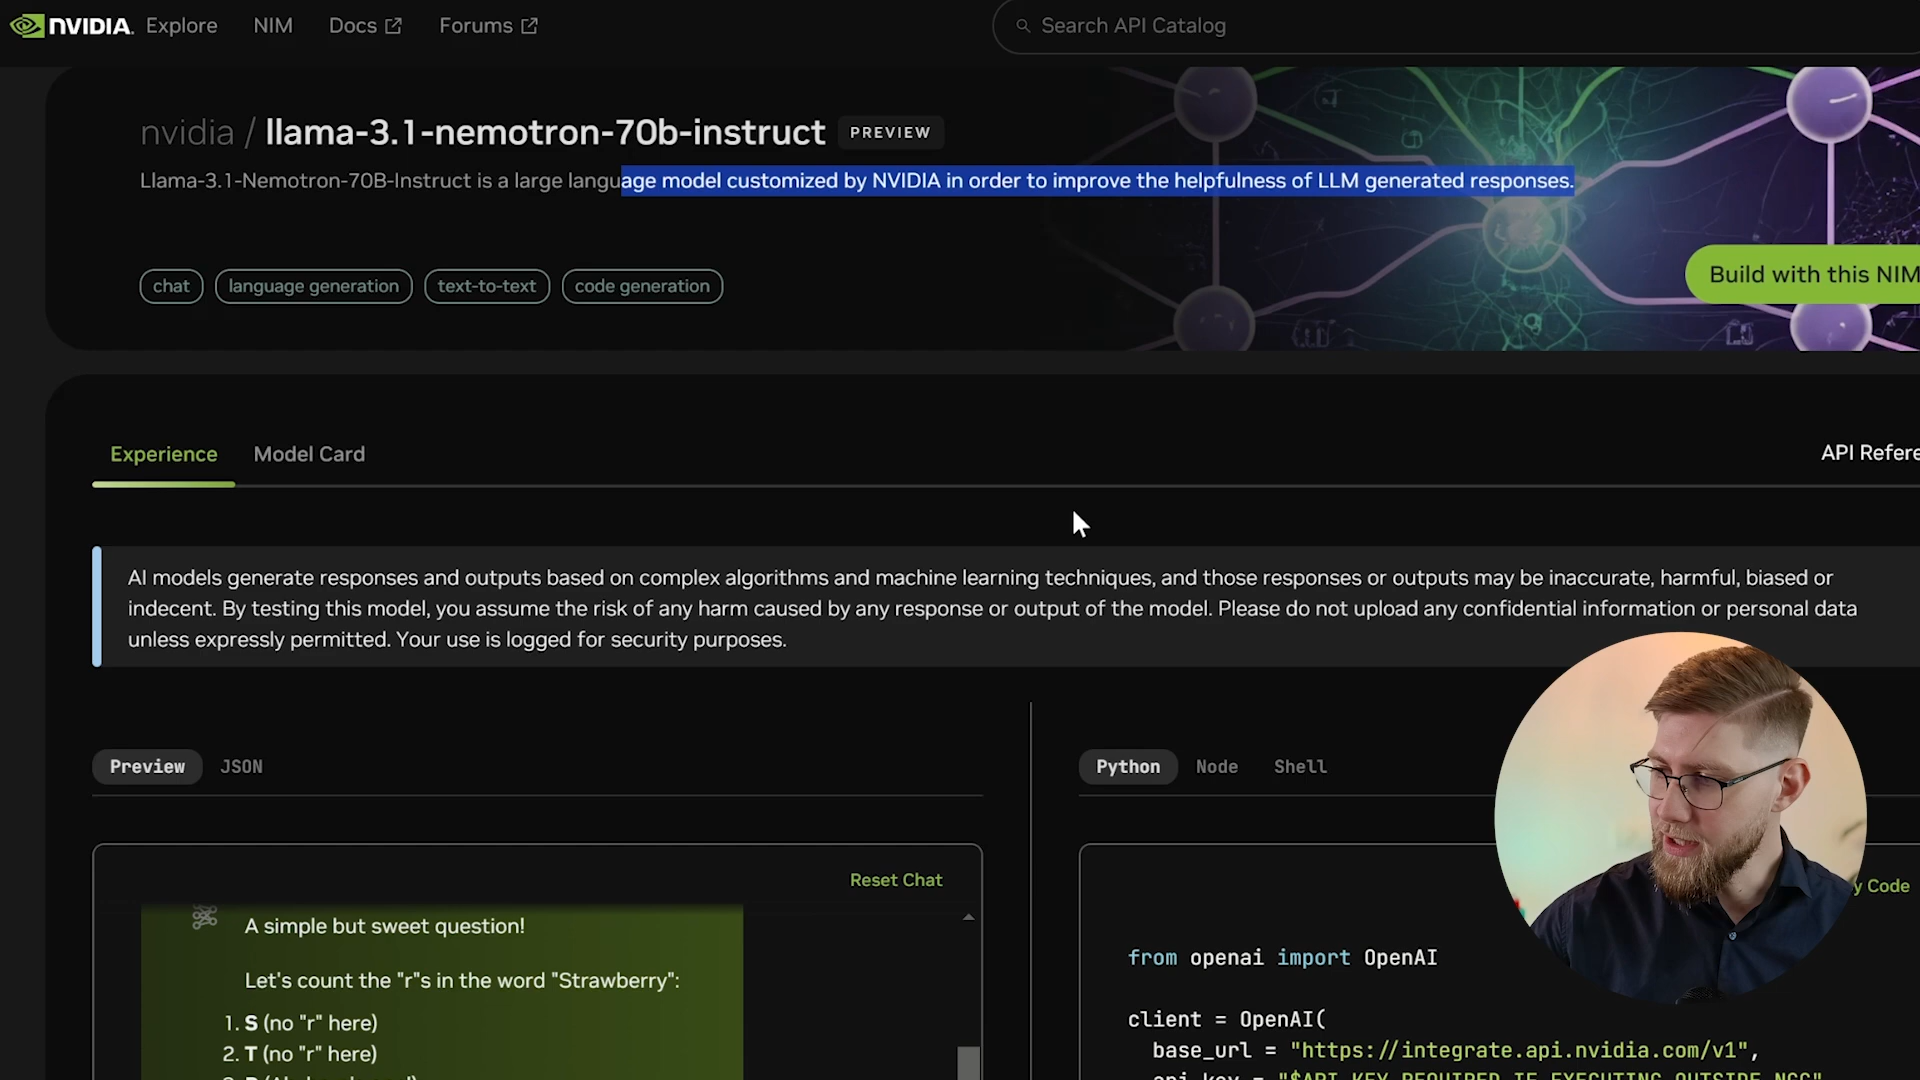 NVIDIA. Explore NIM Docs Forums Search API Catalog
nvidia / llama-3.1-nemotron-70b-instruct PREVIEW
Llama-3.1-Nemotron-70B-Instruct is a large language model customized by NVIDIA in order to improve the helpfulness of LLM generated responses.
Build with this NIM
chat language generation text-to-text code generation
Experience Model Card API Refere
AI models generate responses and outputs based on complex algorithms and machine learning techniques, and those responses or outputs may be inaccurate, harmful, biased or
indecent. By testing this model, you assume the risk of any harm caused by any response or output of the model. Please do not upload any confidential information or personal data
unless expressly permitted. Your use is logged for security purposes.
Preview JSON
Reset Chat
A simple but sweet question!
Let's count the "r"s in the word "Strawberry":
1. S (no "r" here)
2. T (no "r" here)
Python Node Shell
y Code
from openai import OpenAI
client = OpenAI(
base_url = "https://integrate.api.nvidia.com/v1",
api_key = "$API_KEY_REQUIRED_IF_EXECUTING_OUTSIDE_NGC"